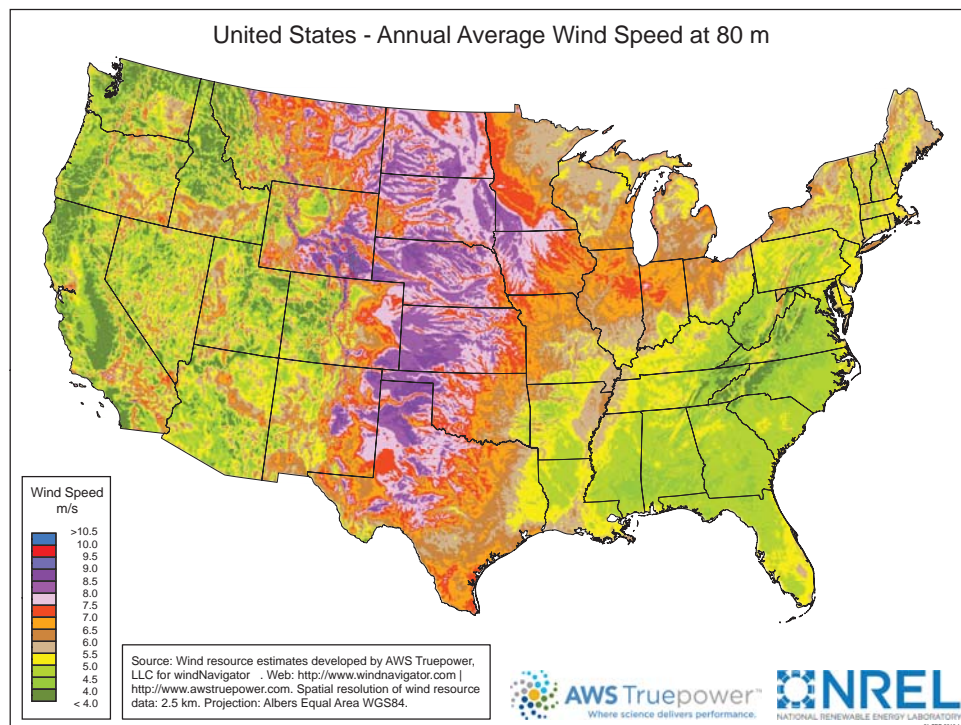 United States - Annual Average Wind Speed at 80 m
Wind Speed
m/s
>10.5
10.0
9.5
9.0
8.5
8.0
7.5
7.0
6.5
6.0
5.5
5.0
4.5
4.0
< 4.0
Source: Wind resource estimates developed by AWS Truepower,
LLC for windNavigator . Web: http://www.windnavigator.com |
http://www.awstruepower.com. Spatial resolution of wind resource
data: 2.5 km. Projection: Albers Equal Area WGS84.
AWS Truepower™
Where science delivers performance.
NREL
NATIONAL RENEWABLE ENERGY LABORATORY